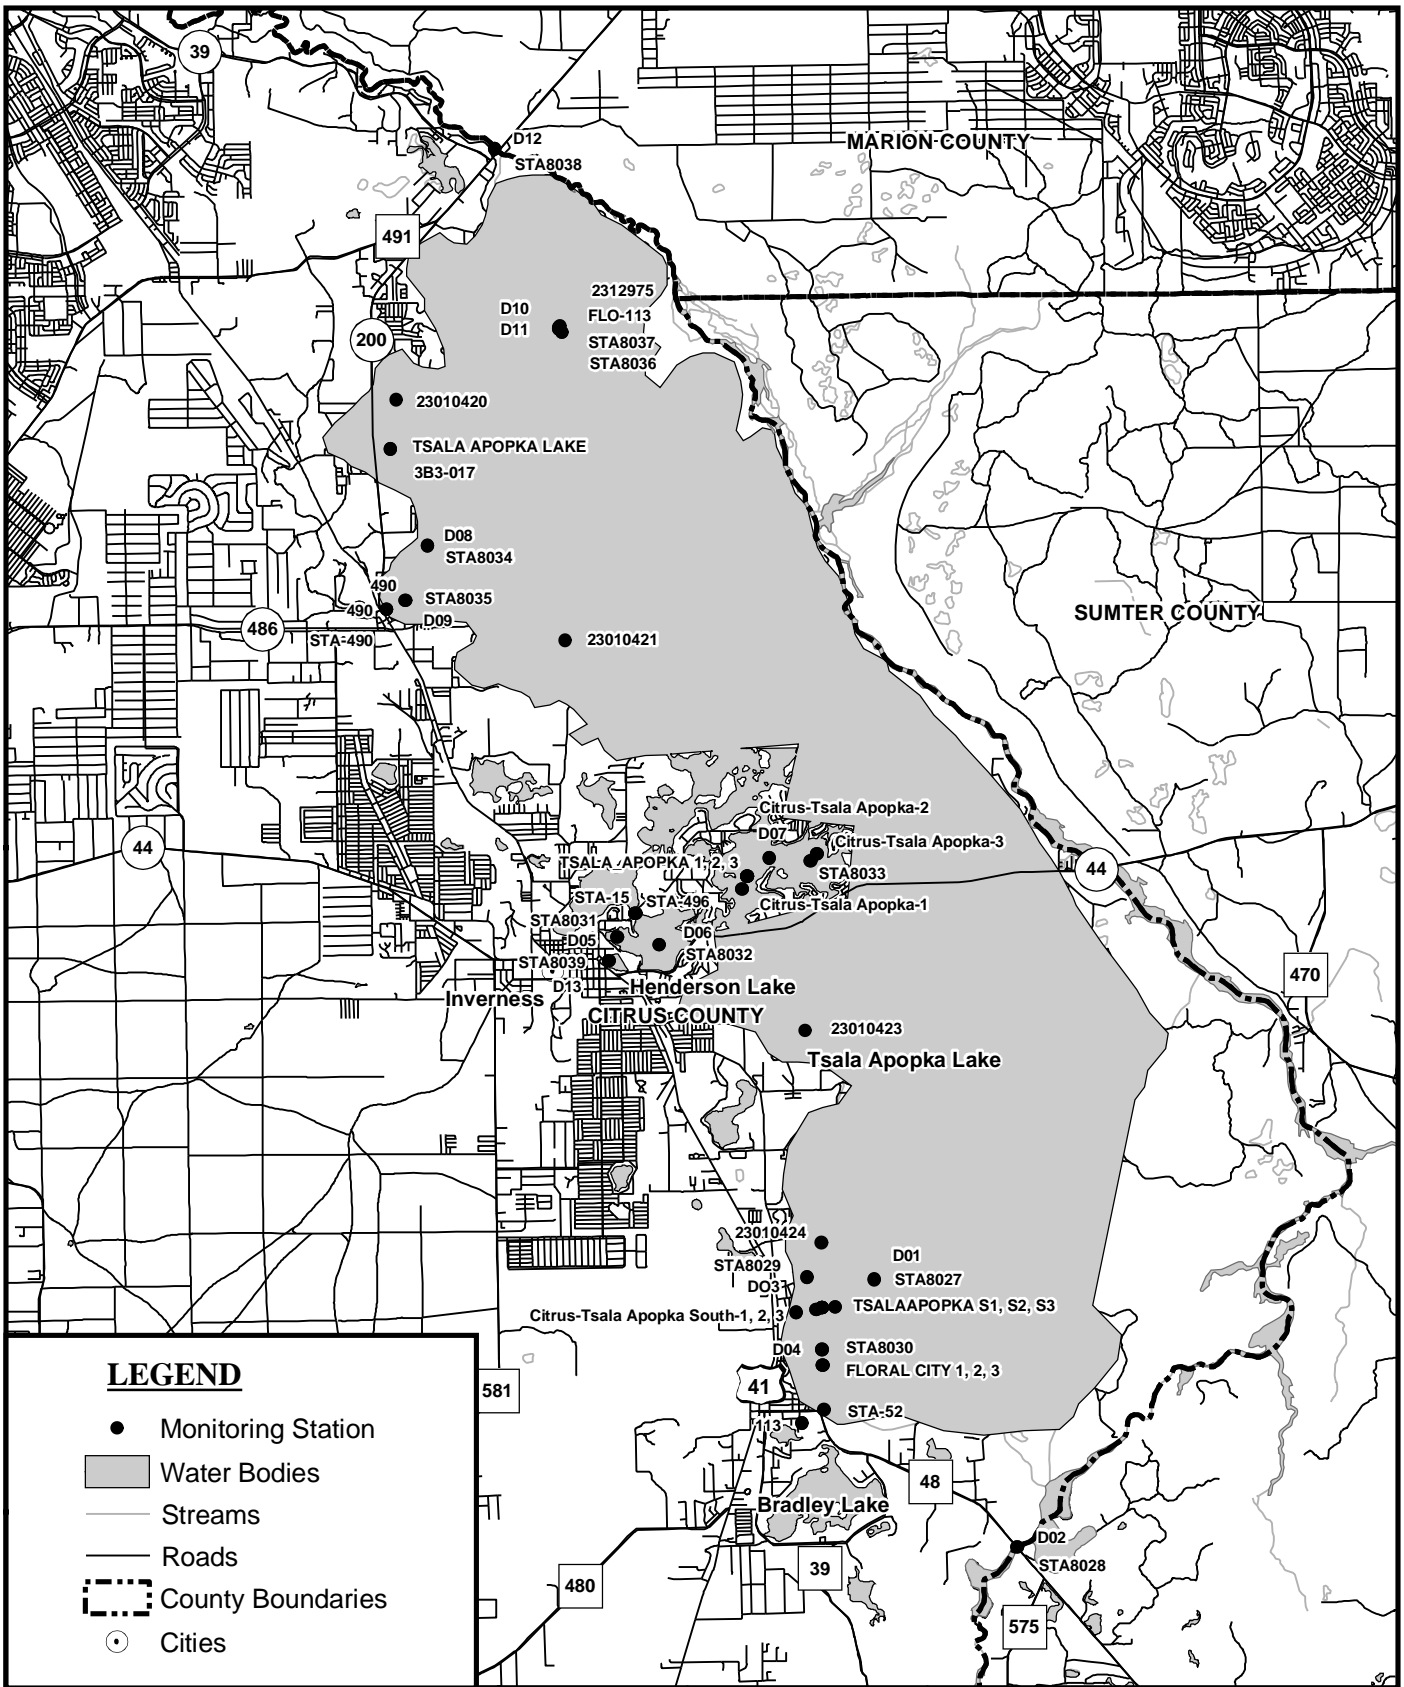 39
D12
STA8038
MARION COUNTY
491
2312975
D10
FLO-113
D11
STA8037
STA8036
200
23010420
TSALA APOPKA LAKE
3B3-017
D08
STA8034
490
STA8035
490
D09
486
STA-490
23010421
SUMTER COUNTY
Citrus-Tsala Apopka-2
D07
Citrus-Tsala Apopka-3
44
TSALA APOPKA 1, 2, 3
STA8033
44
STA-15
STA-496
Citrus-Tsala Apopka-1
STA8031
D05
D06
STA8039
STA8032
470
D13
Henderson Lake
Inverness
CITRUS COUNTY
23010423
Tsala Apopka Lake
23010424
D01
STA8029
STA8027
DO3
TSALAAPOPKA S1, S2, S3
Citrus-Tsala Apopka South-1, 2, 3
D04
STA8030
FLORAL CITY 1, 2, 3
41
581
STA-52
113
48
Bradley Lake
D02
STA8028
39
480
575
LEGEND
Monitoring Station
Water Bodies
Streams
Roads
County Boundaries
Cities